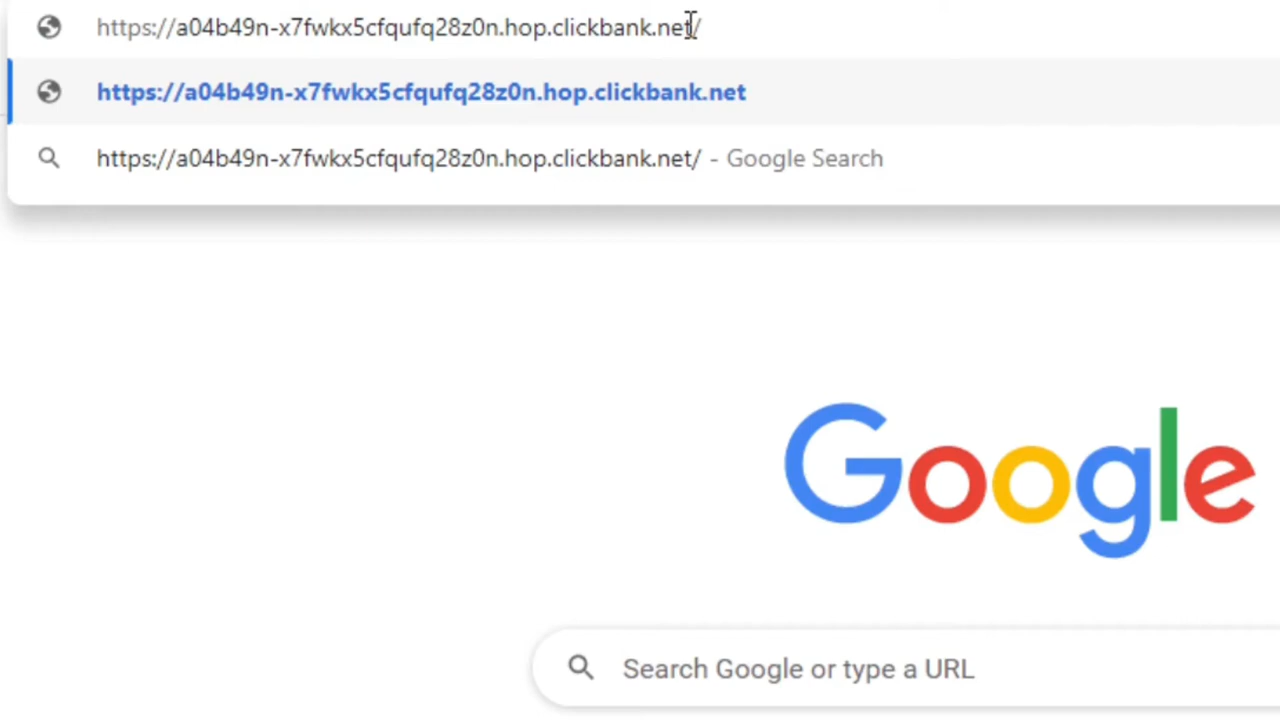 https://a04b49n-x7fwkx5cfqufq28z0n.hop.clickbank.net/
https://a04b49n-x7fwkx5cfqufq28z0n.hop.clickbank.net
https://a04b49n-x7fwkx5cfqufq28z0n.hop.clickbank.net/ - Google Search
Google
Search Google or type a URL